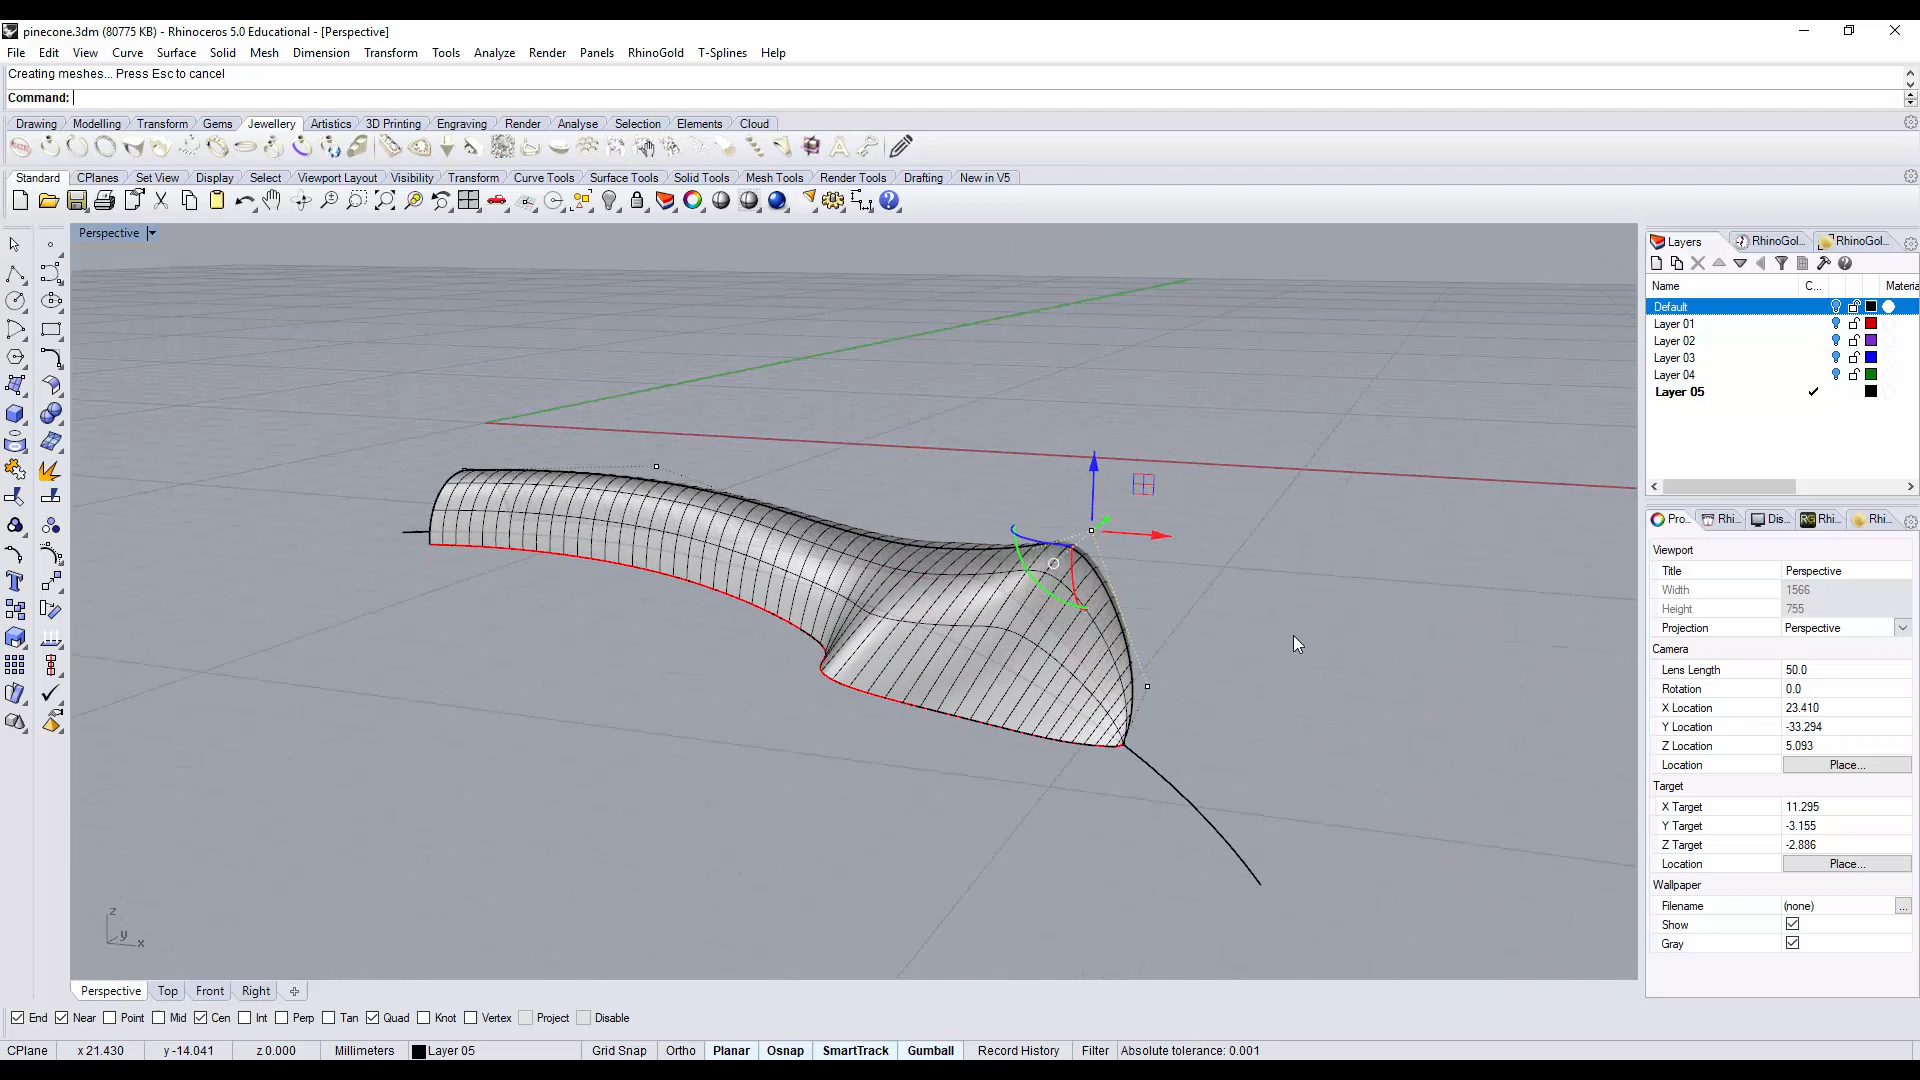 pinecone.3dm (80775 KB) - Rhinoceros 5.0 Educational - [Perspective]
File Edit View Curve Surface Solid Mesh Dimension Transform Tools Analyze Render Panels RhinoGold T-Splines Help
Creating meshes... Press Esc to cancel
Command:
Drawing Modelling Transform Gems Jewellery Artistics 3D Printing Engraving Render Analyse Selection Elements Cloud
Standard CPlanes Set View Display Select Viewport Layout Visibility Transform Curve Tools Surface Tools Solid Tools Mesh Tools Render Tools Drafting New in V5
Perspective
Layers RhinoGol... RhinoGol...
Name C... Materia
Default
Layer 01
Layer 02
Layer 03
Layer 04
Layer 05
Pro... Rhi... Dis... Rhi... Rhi...
Viewport
Title Perspective
Width 1566
Height 755
Projection Perspective
Camera
Lens Length 50.0
Rotation 0.0
X Location 23.410
Y Location -33.294
Z Location 5.093
Location Place...
Target
X Target 11.295
Y Target -3.155
Z Target -2.886
Location Place...
Wallpaper
Filename (none) ...
Show
Gray
z
y
x
Perspective Top Front Right
End Near Point Mid Cen Int Perp Tan Quad Knot Vertex Project Disable
CPlane x 21.430 y -14.041 z 0.000 Millimeters Layer 05 Grid Snap Ortho Planar Osnap SmartTrack Gumball Record History Filter Absolute tolerance: 0.001